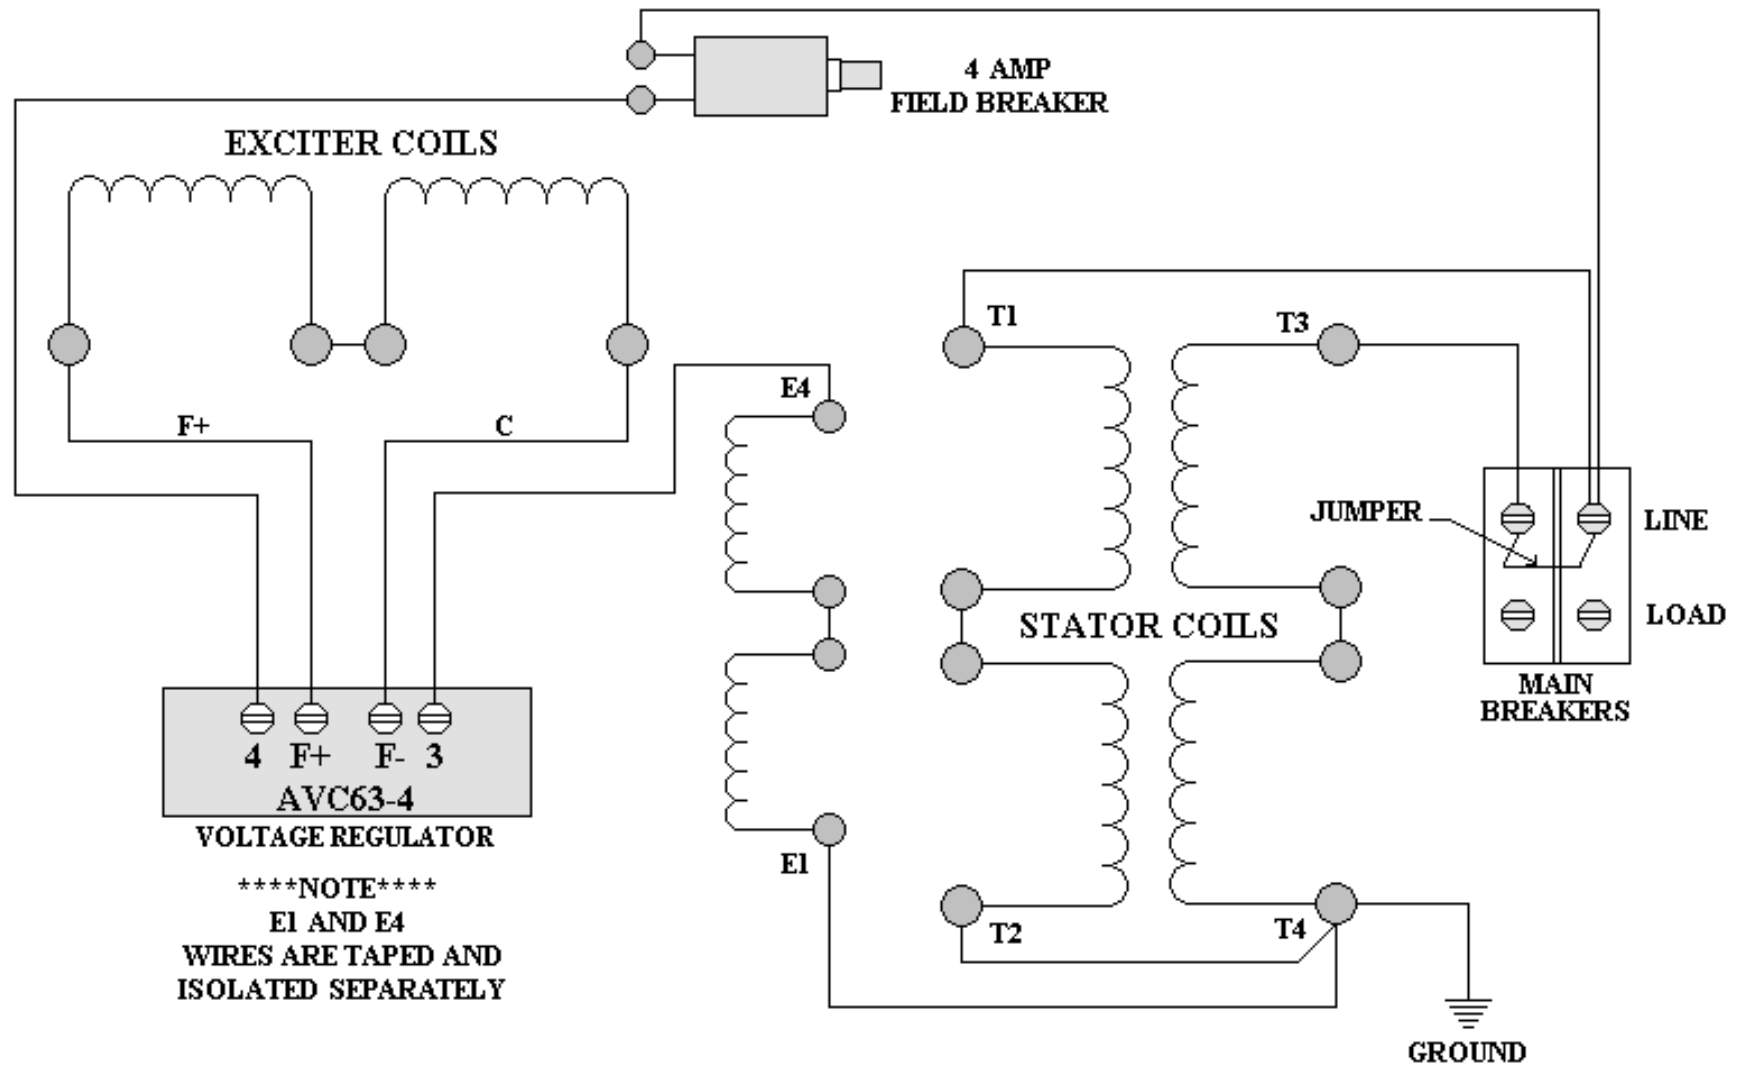 4 AMP
FIELD BREAKER
EXCITER COILS
T1
T3
E4
F+
C
JUMPER
LINE
STATOR COILS
LOAD
MAIN
BREAKERS
4 F+ F- 3
AVC63-4
VOLTAGE REGULATOR
E1
****NOTE****
E1 AND E4
WIRES ARE TAPED AND
ISOLATED SEPARATELY
T2
T4
GROUND